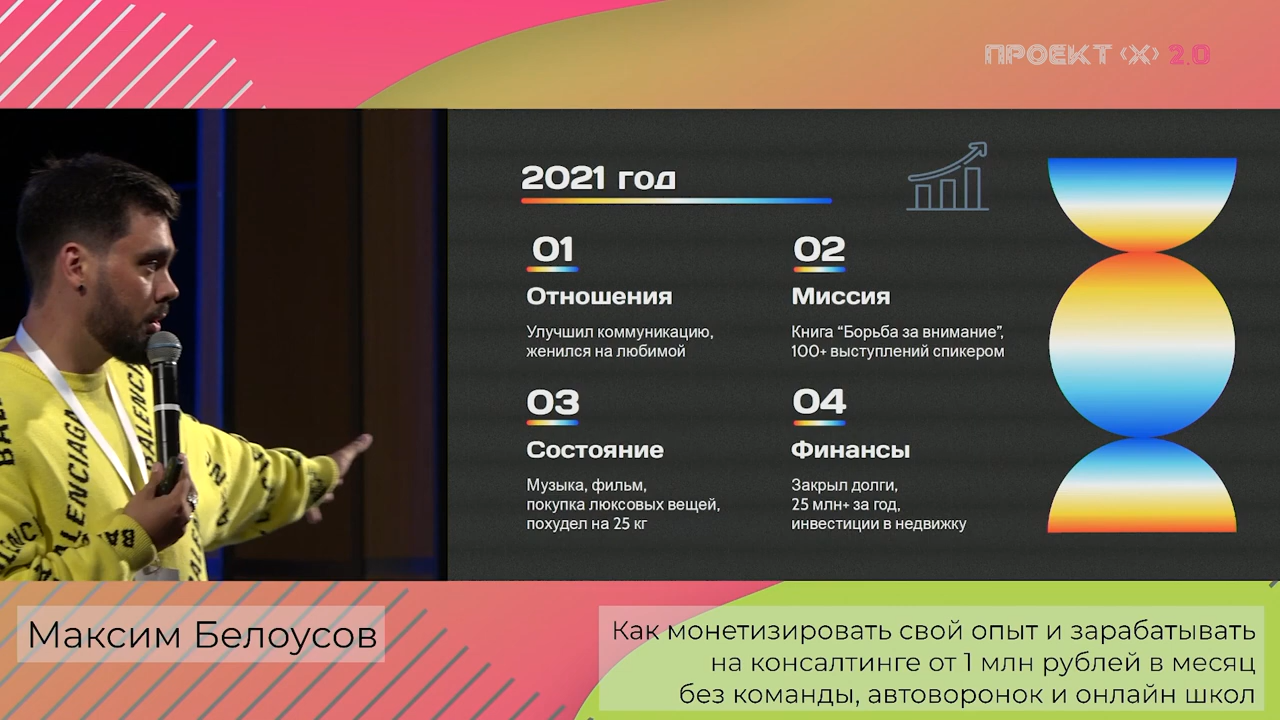 ПРОЕКТ <X> 2.0
2021 год
01
Отношения
Улучшил коммуникацию,
женился на любимой
02
Миссия
Книга “Борьба за внимание”,
100+ выступлений спикером
03
Состояние
Музыка, фильм,
покупка люксовых вещей,
похудел на 25 кг
04
Финансы
Закрыл долги,
25 млн+ за год,
инвестиции в недвижку
BALENCIAGA
BALENCIA
Максим Белоусов
Как монетизировать свой опыт и зарабатывать
на консалтинге от 1 млн рублей в месяц
без команды, автоворонок и онлайн школ